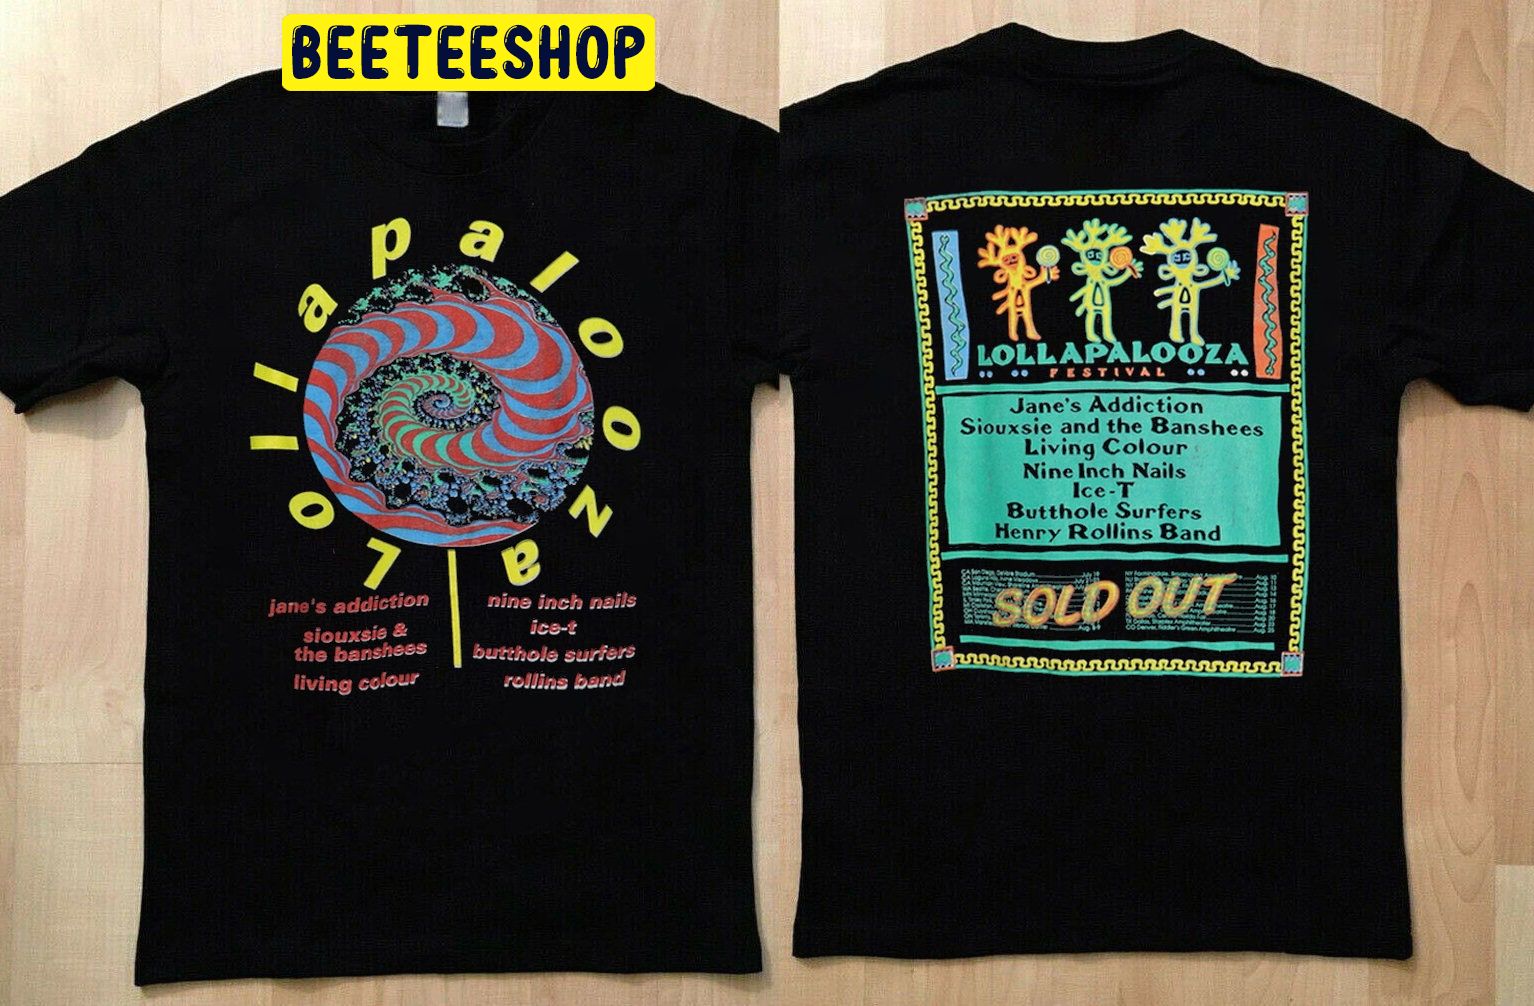 BEETEESHOP
Lollapalooza
jane's addiction
siouxsie &
the banshees
living colour
nine inch nails
ice-t
butthole surfers
rollins band
LOLLAPALOOZA
FESTIVAL
Jane's Addiction
Siouxsie and the Banshees
Living Colour
Nine Inch Nails
Ice-T
Butthole Surfers
Henry Rollins Band
SOLD OUT